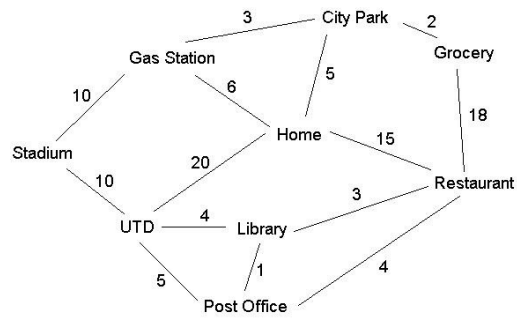 3
City Park
2
Gas Station
Grocery
10
6
5
18
Home
15
Stadium
20
10
3
Restaurant
UTD
4
Library
5
1
4
Post Office